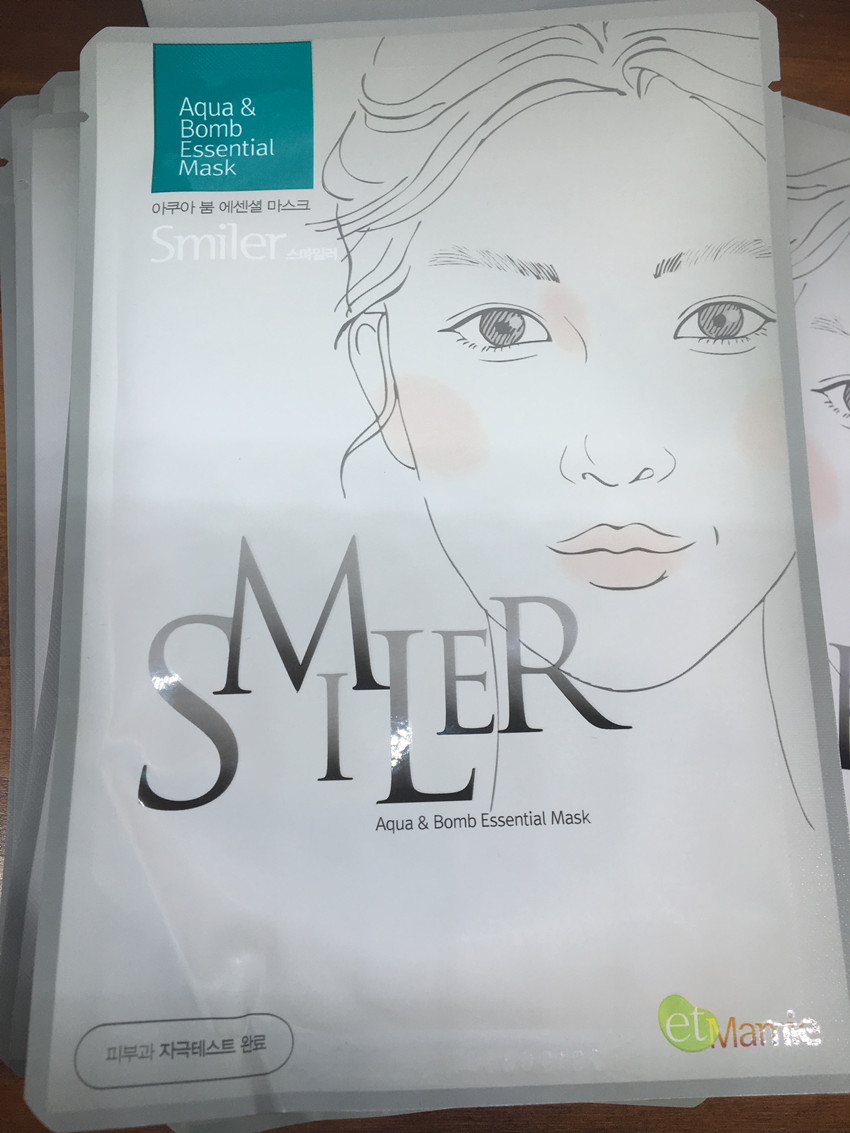 Aqua &
Bomb
Essential
Mask
아쿠아 붐 에센셜 마스크
Smiler 스마일러
SMILER
Aqua & Bomb Essential Mask
피부과 자극테스트 완료
etMamie